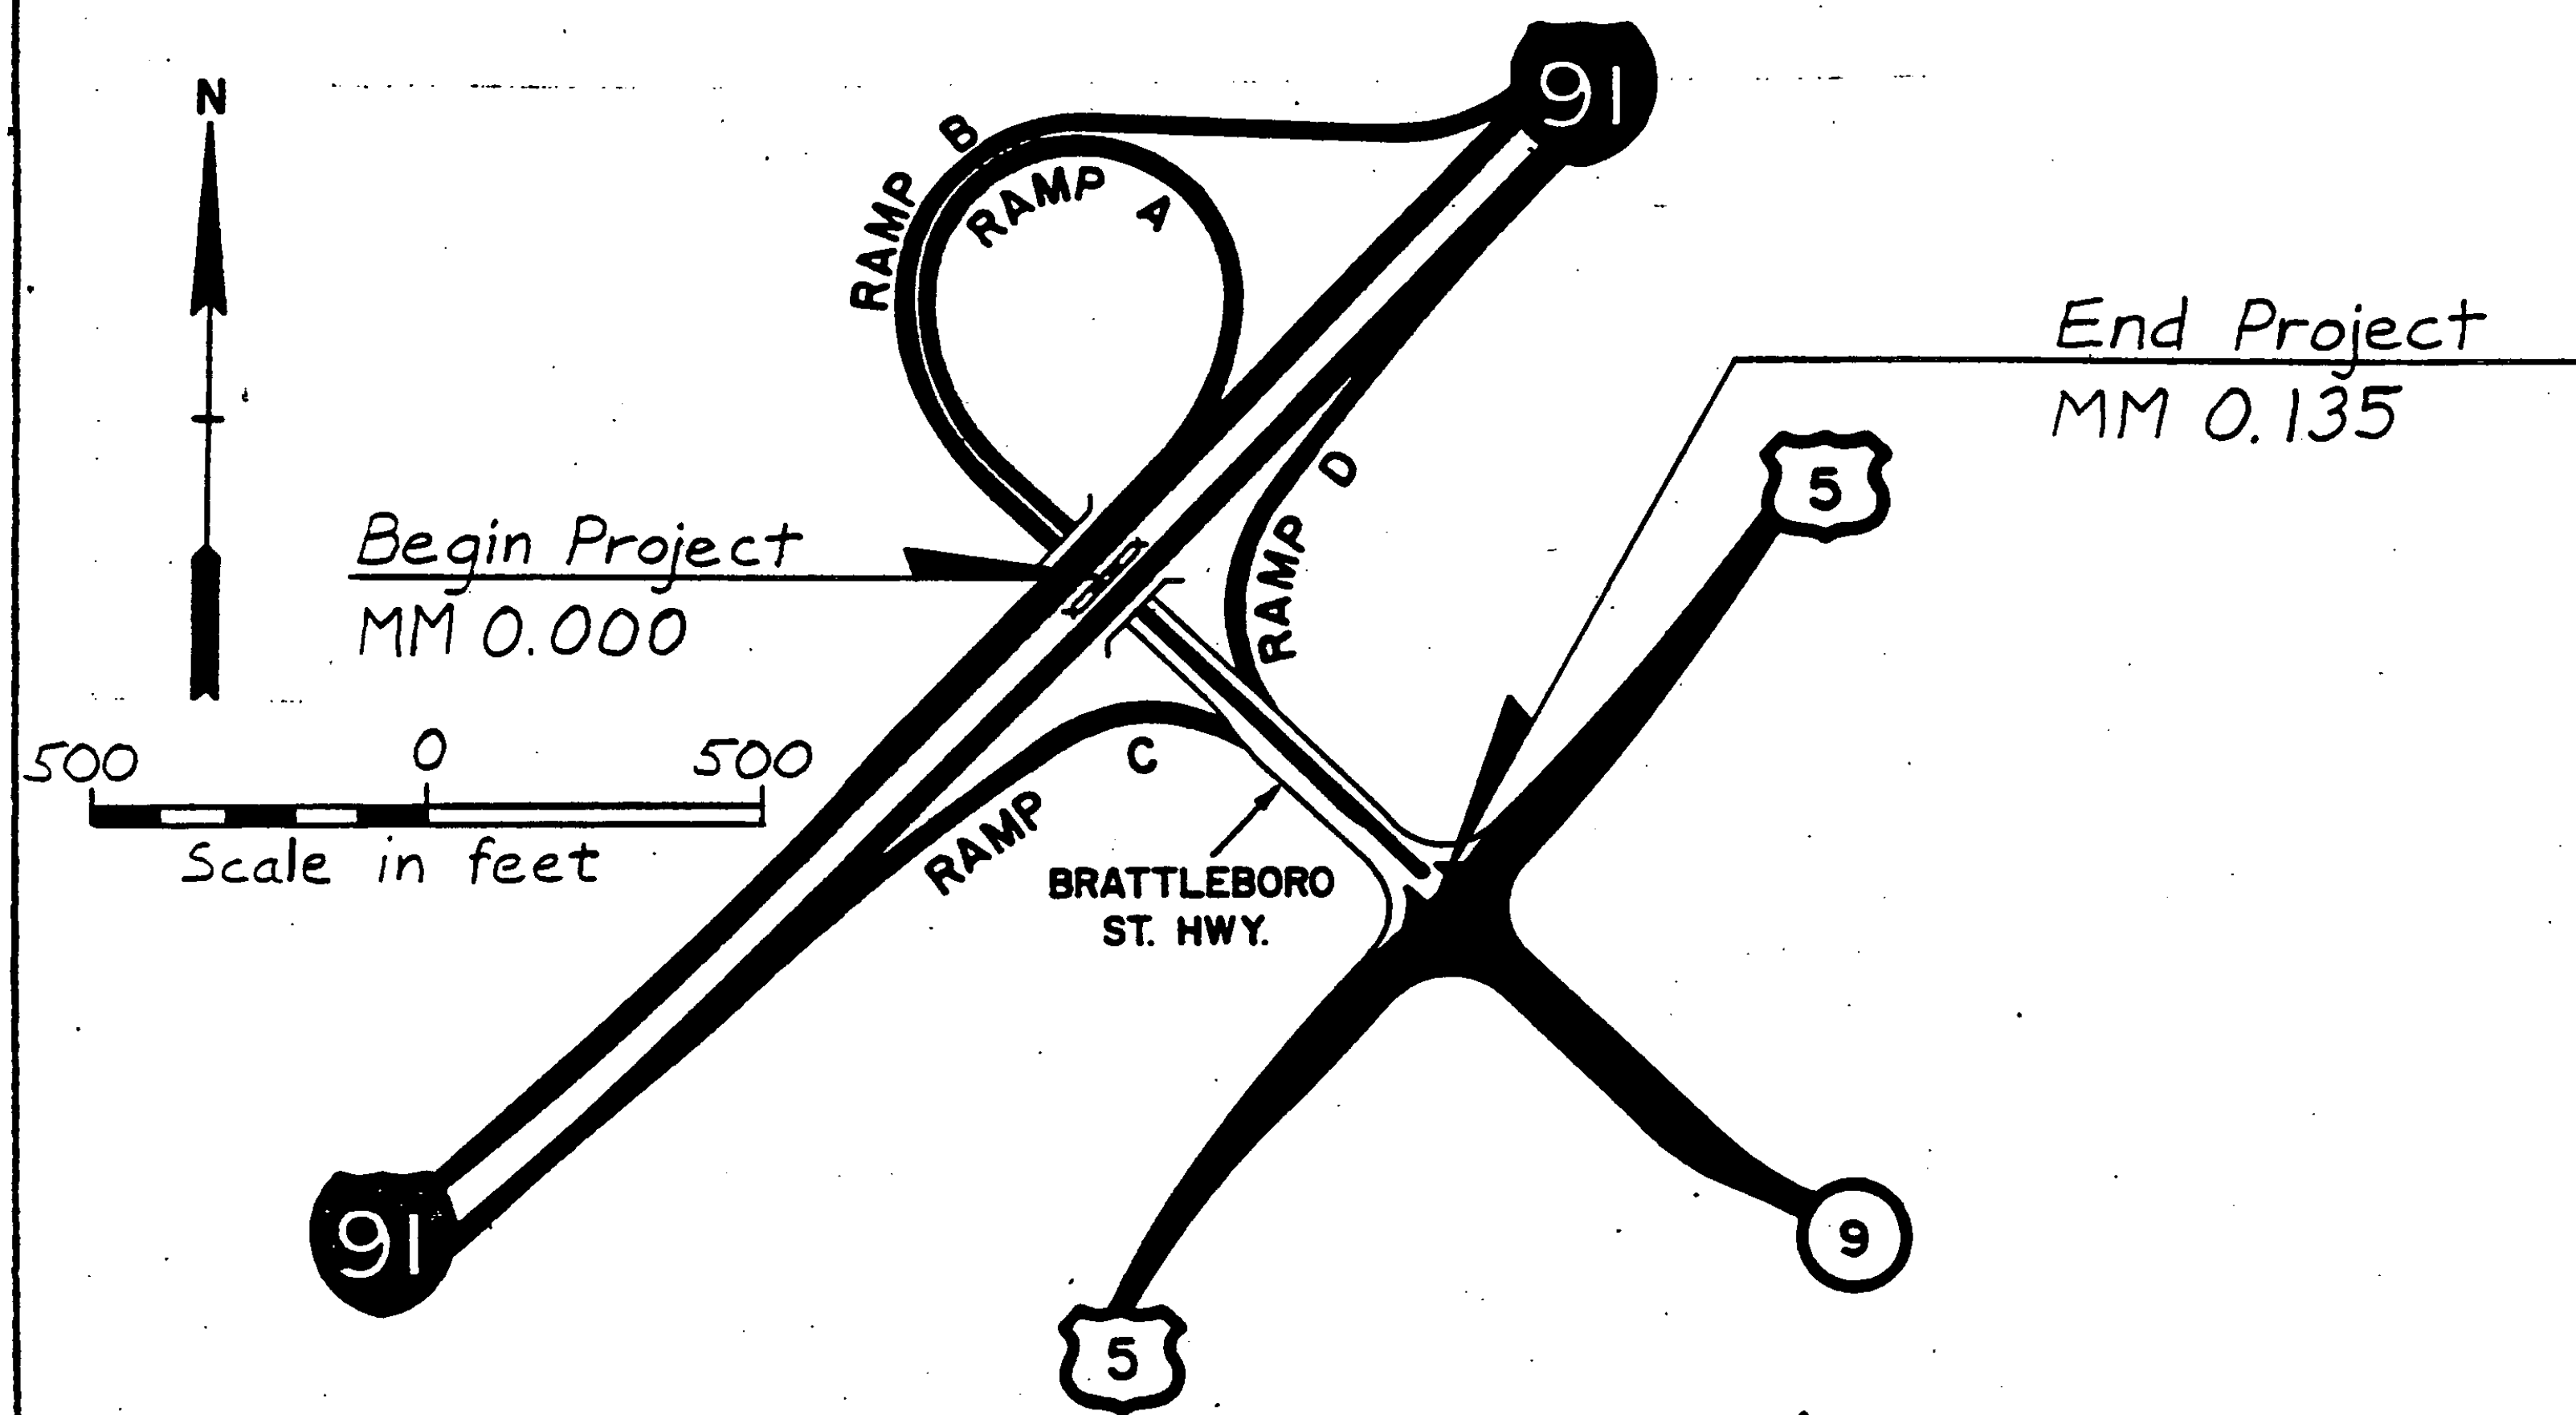 91
N
RAMP B
RAMP A
End Project
MM 0.135
5
RAMP D
Begin Project
MM 0.000
500 0 500
Scale in feet
RAMP C
BRATTLEBORO
ST. HWY.
91
9
5